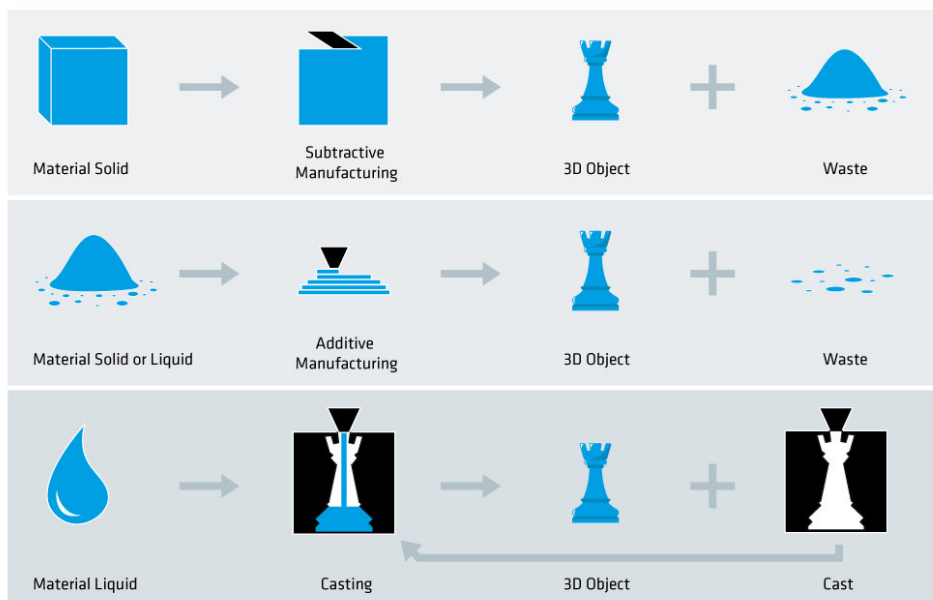 Material Solid
Subtractive
Manufacturing
3D Object
Waste
Material Solid or Liquid
Additive
Manufacturing
3D Object
Waste
Material Liquid
Casting
3D Object
Cast